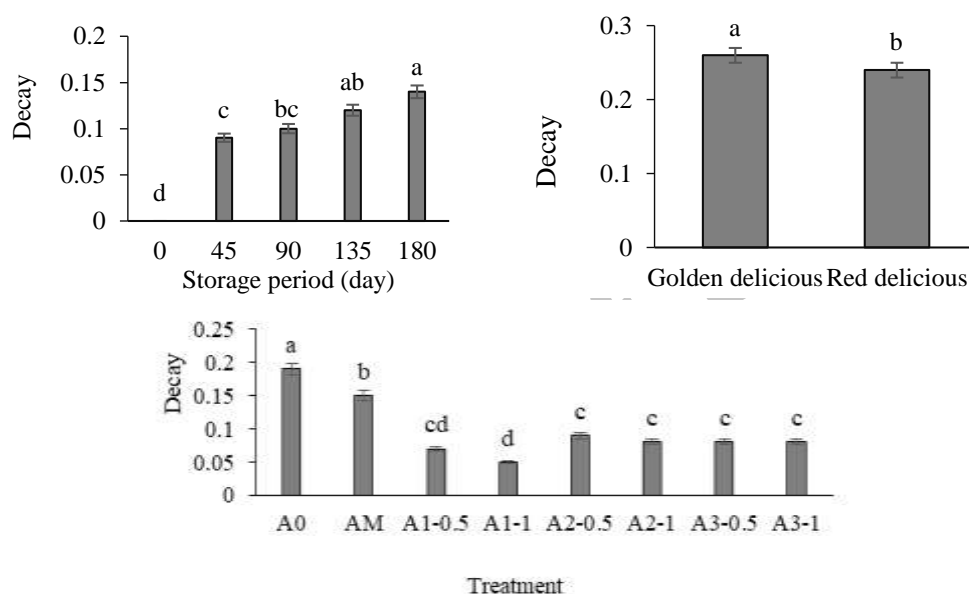 0.2
0.15
0.1
0.05
0
Decay
d
c
bc
ab
a
0 45 90 135 180
Storage period (day)
0.3
0.2
0.1
0
Decay
a
b
Golden delicious Red delicious
0.25
0.2
0.15
0.1
0.05
0
Decay
a
b
cd
d
c
c
c
c
A0 AM A1-0.5 A1-1 A2-0.5 A2-1 A3-0.5 A3-1
Treatment